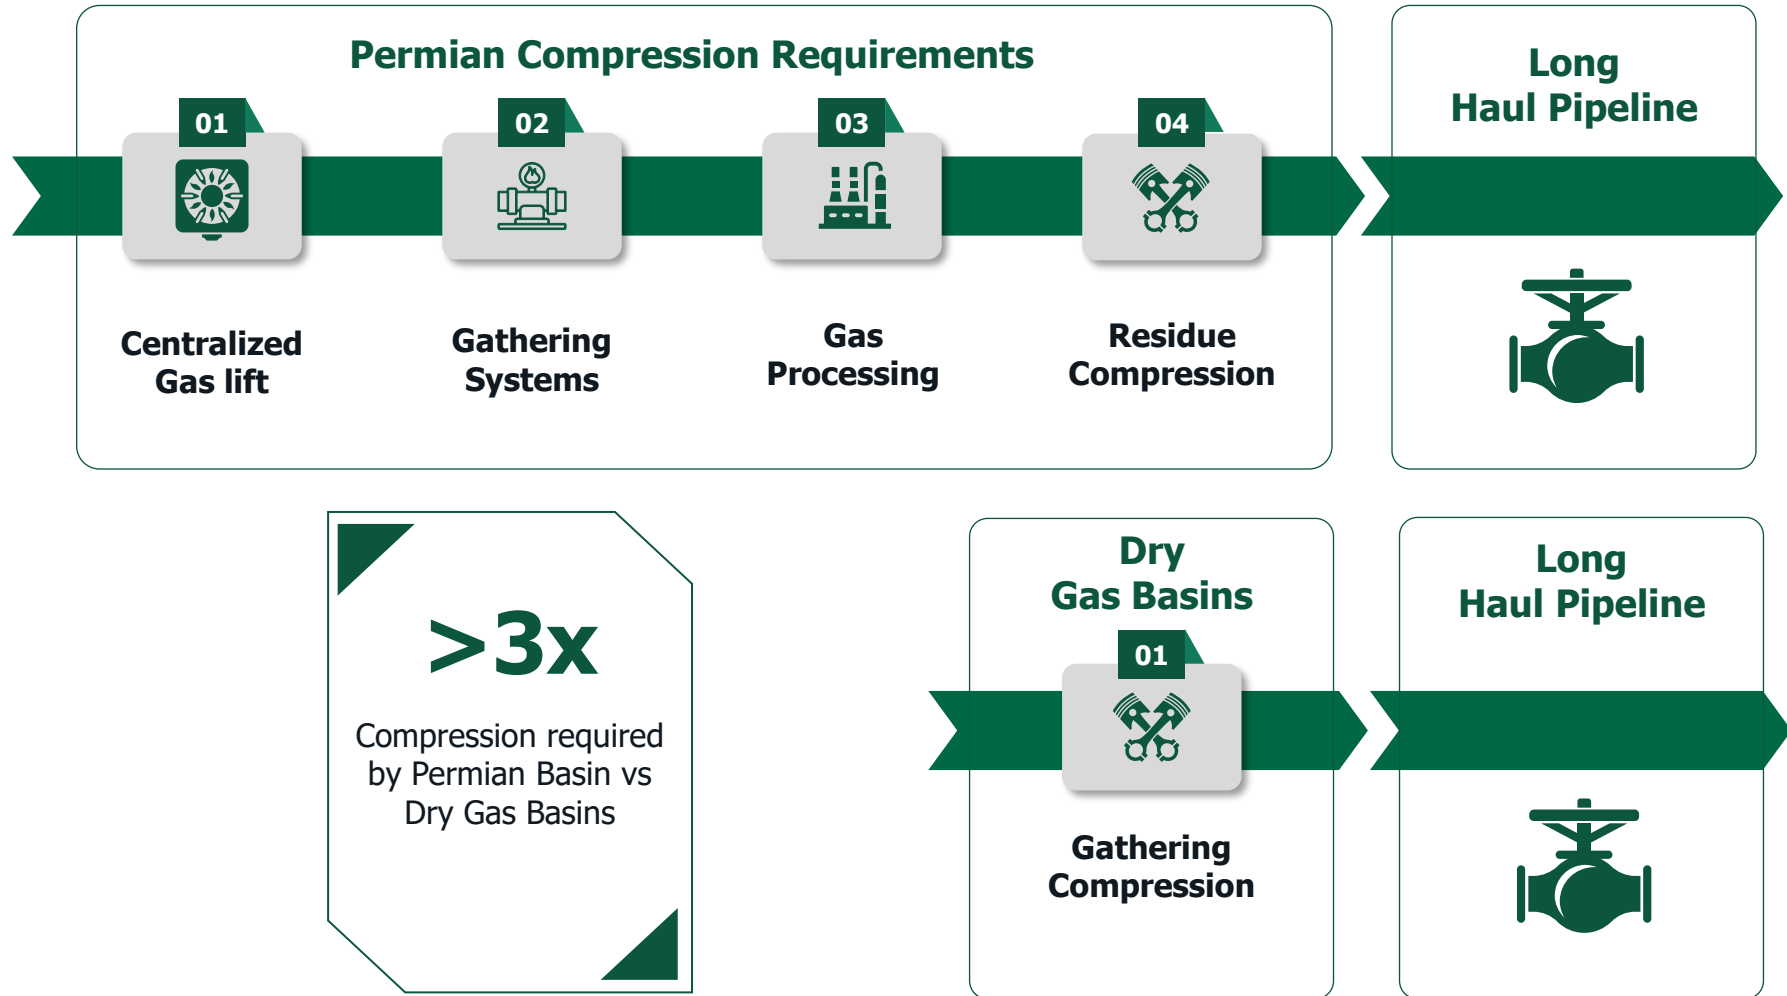 Permian Compression Requirements
01
Centralized
Gas lift
02
Gathering
Systems
03
Gas
Processing
04
Residue
Compression
Long
Haul Pipeline
>3x
Compression required
by Permian Basin vs
Dry Gas Basins
Dry
Gas Basins
01
Gathering
Compression
Long
Haul Pipeline